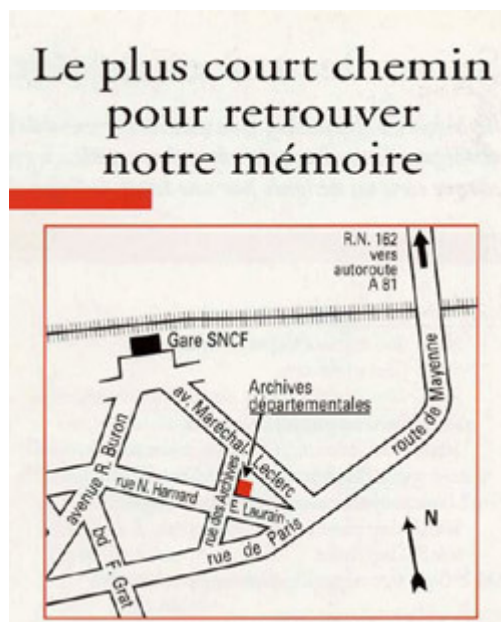 Le plus court chemin
pour retrouver
notre mémoire
R.N. 162
vers
autoroute
A 81
Gare SNCF
Archives
départementales
av. Maréchal-Leclerc
route de Mayenne
avenue R. Buron
rue N. Harnard
rue des Archives
E. Laurain
rue de Paris
bd F. Grat
N